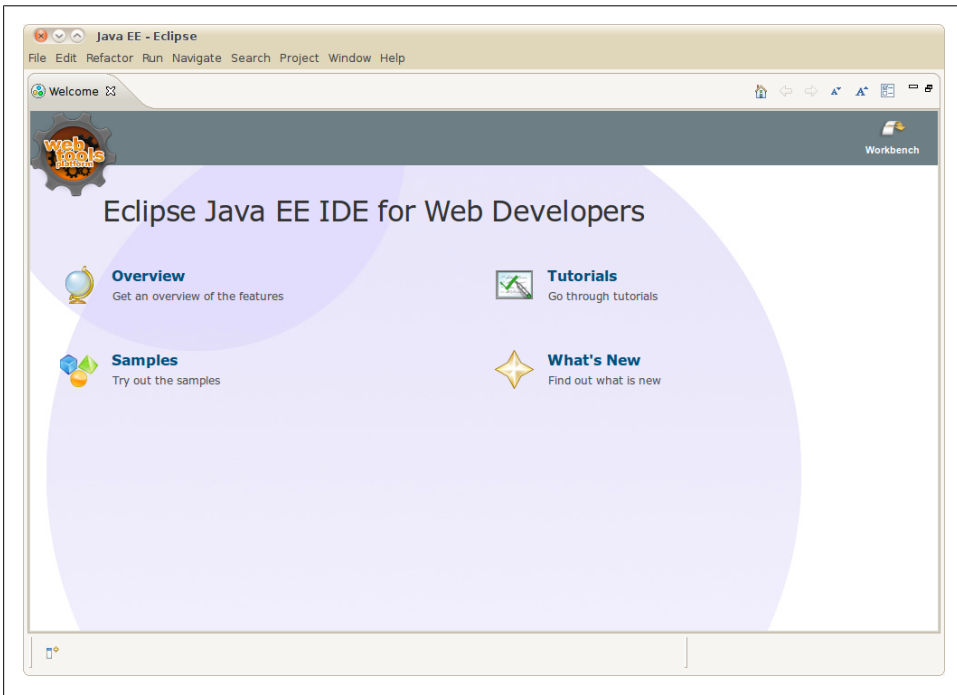 Java EE - Eclipse
File Edit Refactor Run Navigate Search Project Window Help
Welcome
web tools platform
Workbench
Eclipse Java EE IDE for Web Developers
Overview
Get an overview of the features
Tutorials
Go through tutorials
Samples
Try out the samples
What's New
Find out what is new